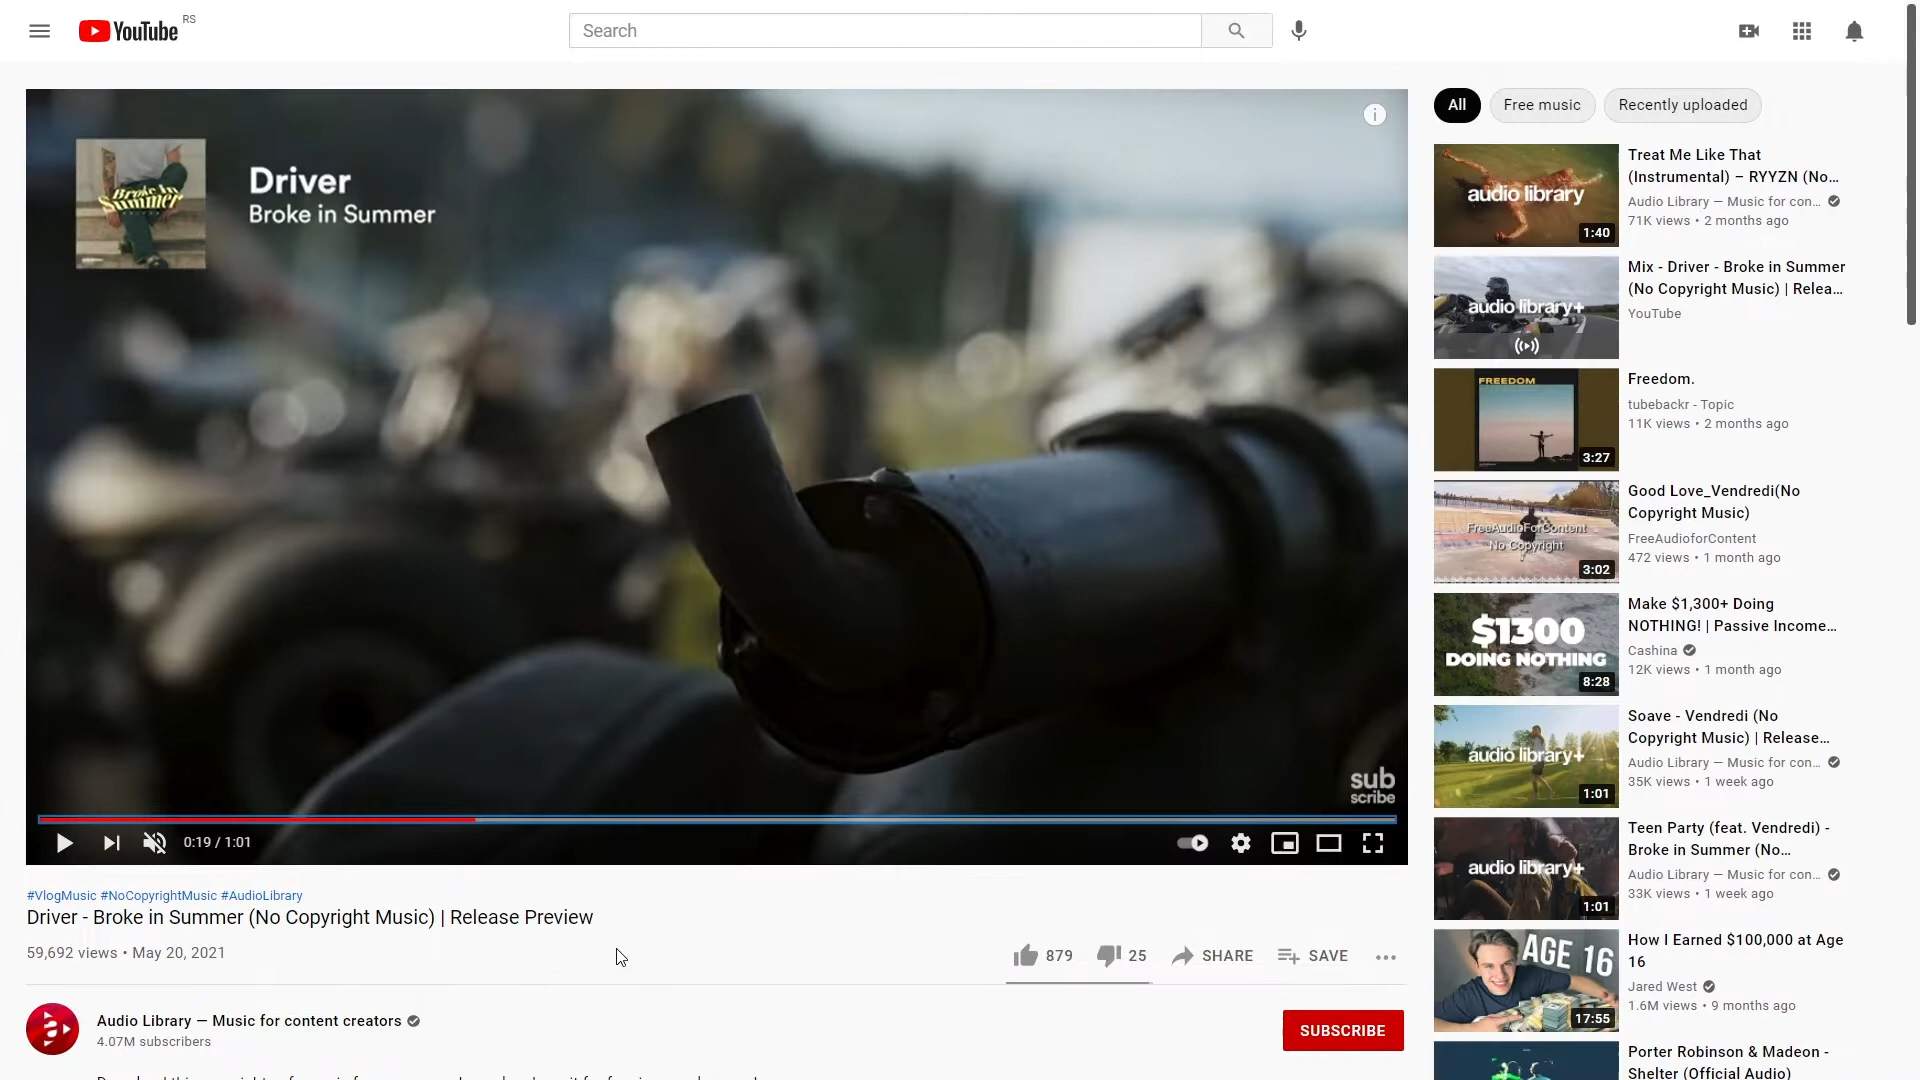 YouTube RS
Search
Broke In
Summer
Driver
Broke in Summer
sub
scribe
0:19 / 1:01
#VlogMusic #NoCopyrightMusic #AudioLibrary
Driver - Broke in Summer (No Copyright Music) | Release Preview
59,692 views • May 20, 2021
879
25
SHARE
SAVE
Audio Library — Music for content creators
4.07M subscribers
SUBSCRIBE
All
Free music
Recently uploaded
audio library
1:40
Treat Me Like That
(Instrumental) – RYYZN (No...
Audio Library — Music for con...
71K views • 2 months ago
audio library+
Mix - Driver - Broke in Summer
(No Copyright Music) | Relea...
YouTube
FREEDOM
3:27
Freedom.
tubebackr - Topic
11K views • 2 months ago
FreeAudioForContent
No Copyright
3:02
Good Love_Vendredi(No
Copyright Music)
FreeAudioforContent
472 views • 1 month ago
$1300
DOING NOTHING
8:28
Make $1,300+ Doing
NOTHING! | Passive Income...
Cashina
12K views • 1 month ago
audio library+
1:01
Soave - Vendredi (No
Copyright Music) | Release...
Audio Library — Music for con...
35K views • 1 week ago
audio library+
1:01
Teen Party (feat. Vendredi) -
Broke in Summer (No...
Audio Library — Music for con...
33K views • 1 week ago
AGE 16
17:55
How I Earned $100,000 at Age
16
Jared West
1.6M views • 9 months ago
Porter Robinson & Madeon -
Shelter (Official Audio)